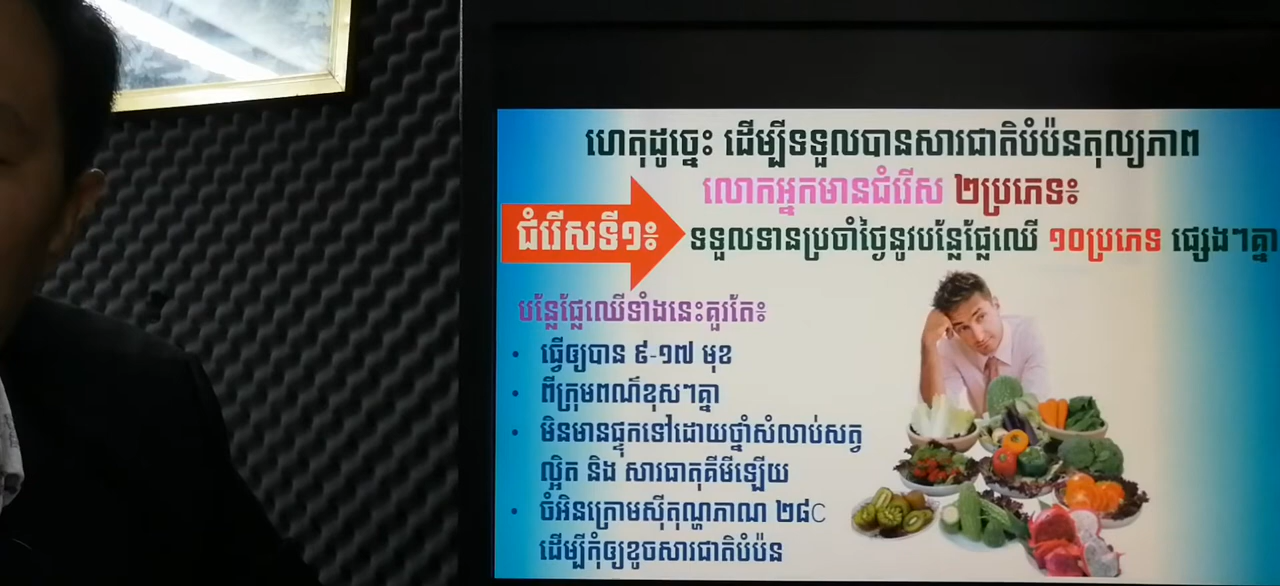 ហេតុដូច្នេះ ដើម្បីទទួលបានសារជាតិបំប៉នតុល្យភាព
លោកអ្នកមានជំរើស ២ប្រភេទ៖
ជំរើសទី១៖ ទទួលទានប្រចាំថ្ងៃនូវបន្លែផ្លែឈើ ១០ប្រភេទ ផ្សេងៗគ្នា
បន្លែផ្លែឈើទាំងនេះគួរតែ៖
• ធ្វើឲ្យបាន ៩-១៧ មុខ
• ពីក្រុមពណ៌ខុសៗគ្នា
• មិនមានផ្ទុកទៅដោយថ្នាំសំលាប់សត្វ
ល្អិត និង សារធាតុគីមីឡើយ
• ចំអិនក្រោមស៊ីតុណ្ហភាណ ២៨C
ដើម្បីកុំឲ្យខូចសារជាតិបំប៉ន